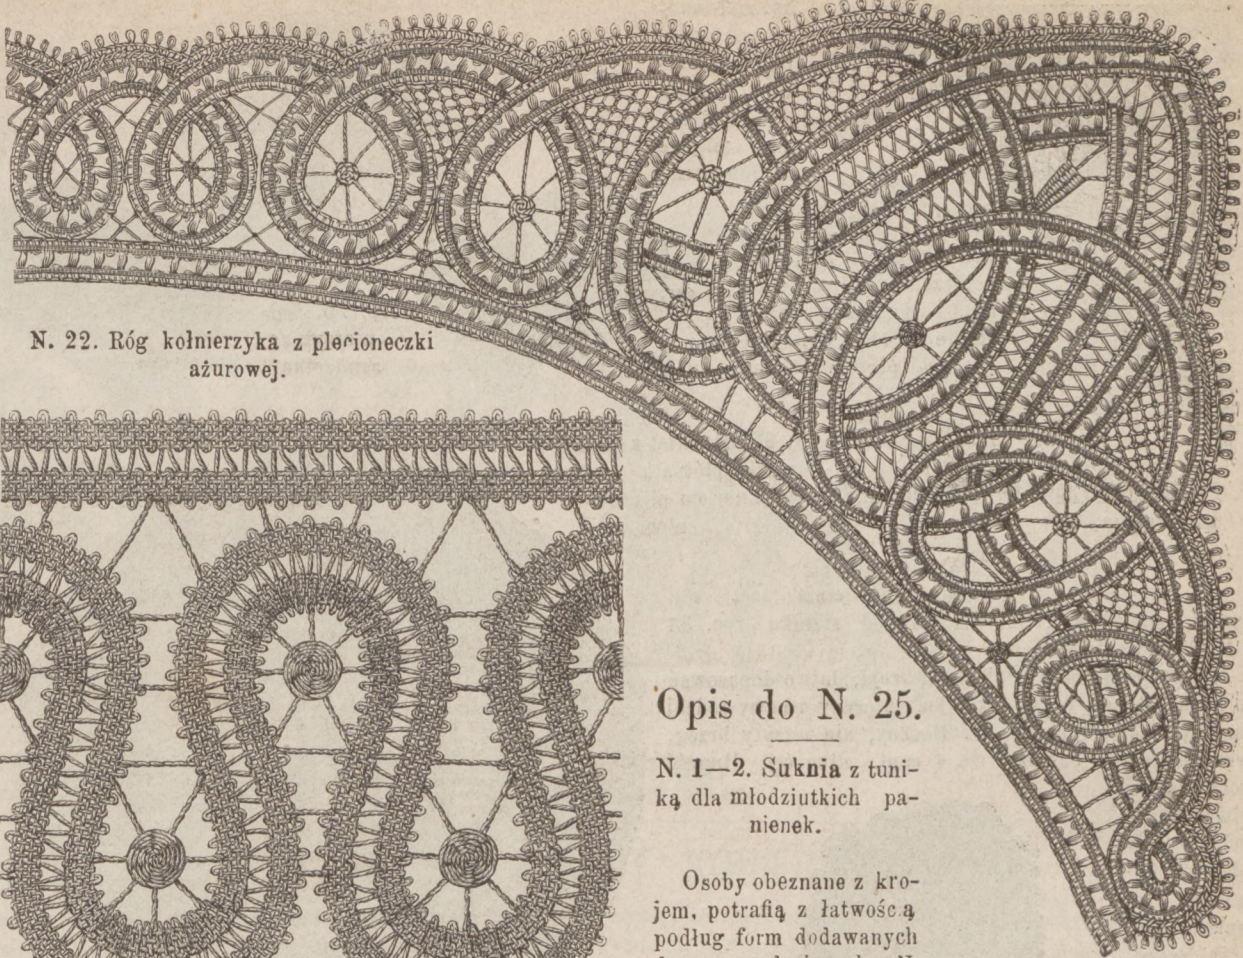 N. 22. Róg kołnierzyka z plecioneczki
ażurowej.
Opis do N. 25.
N. 1—2. Suknia z tuni-
ką dla młodziutkich pa-
nienek.
Osoby obeznane z kro-
jem, potrafią z łatwością
podług form dodawanych